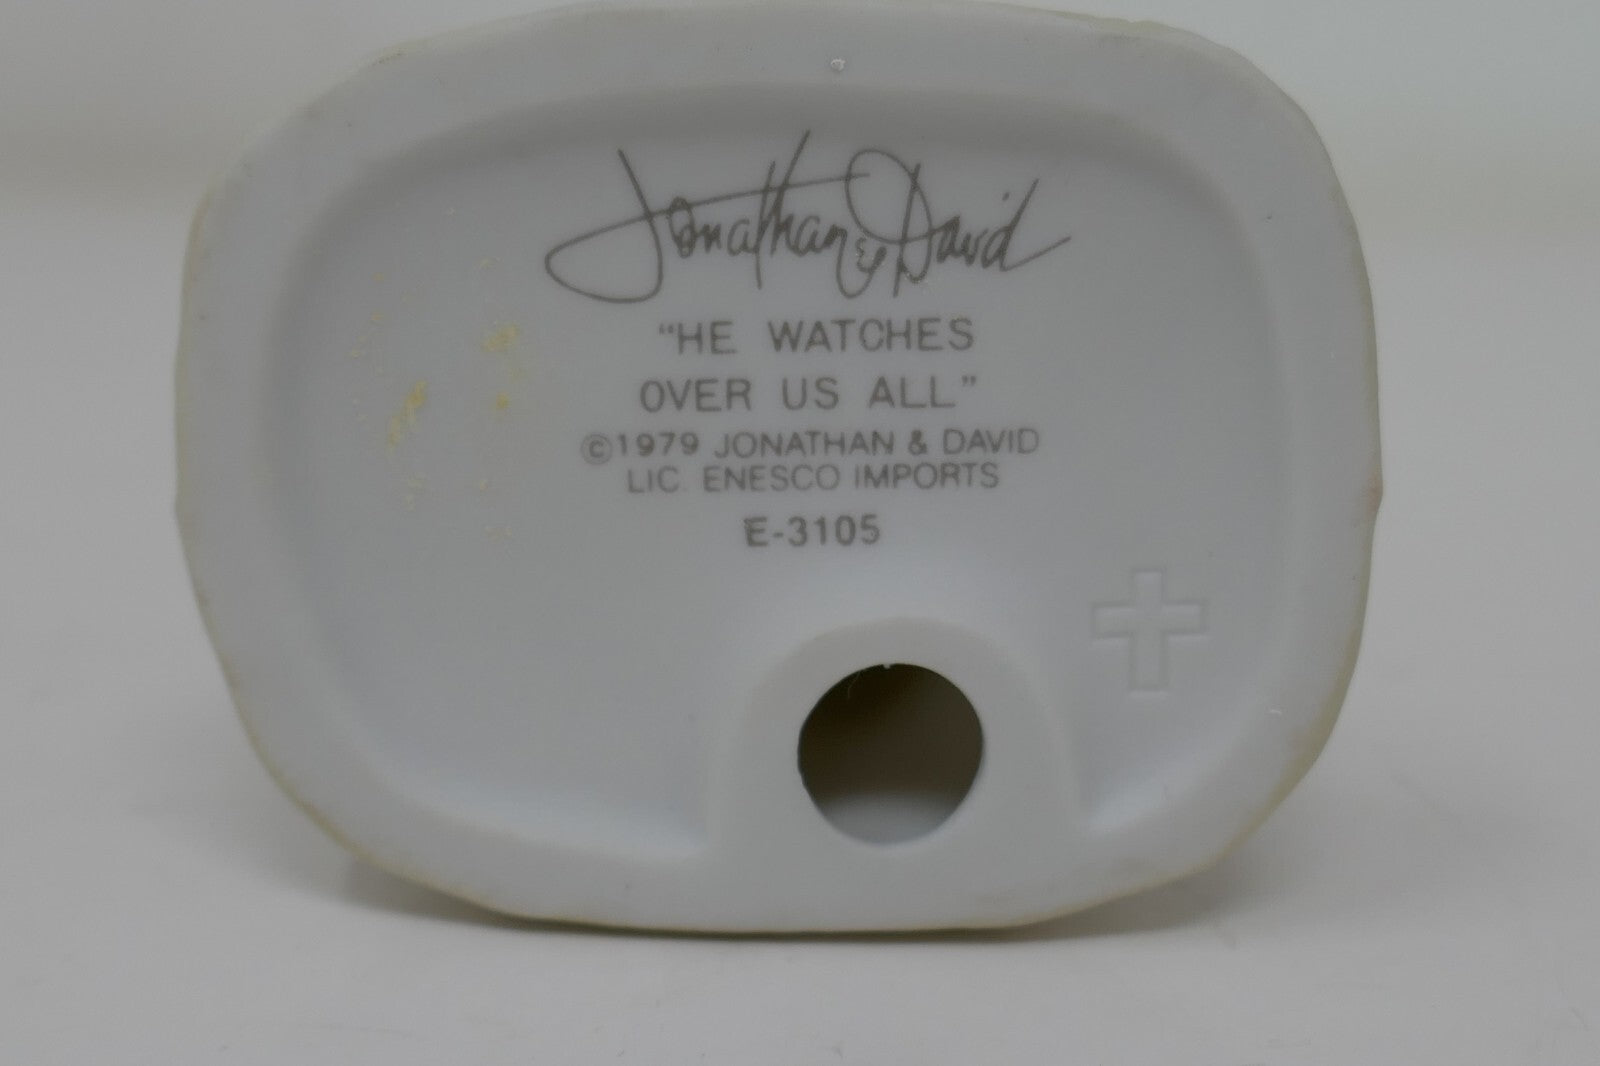 Jonathan & David
“HE WATCHES
OVER US ALL”
©1979 JONATHAN & DAVID
LIC. ENESCO IMPORTS
E-3105